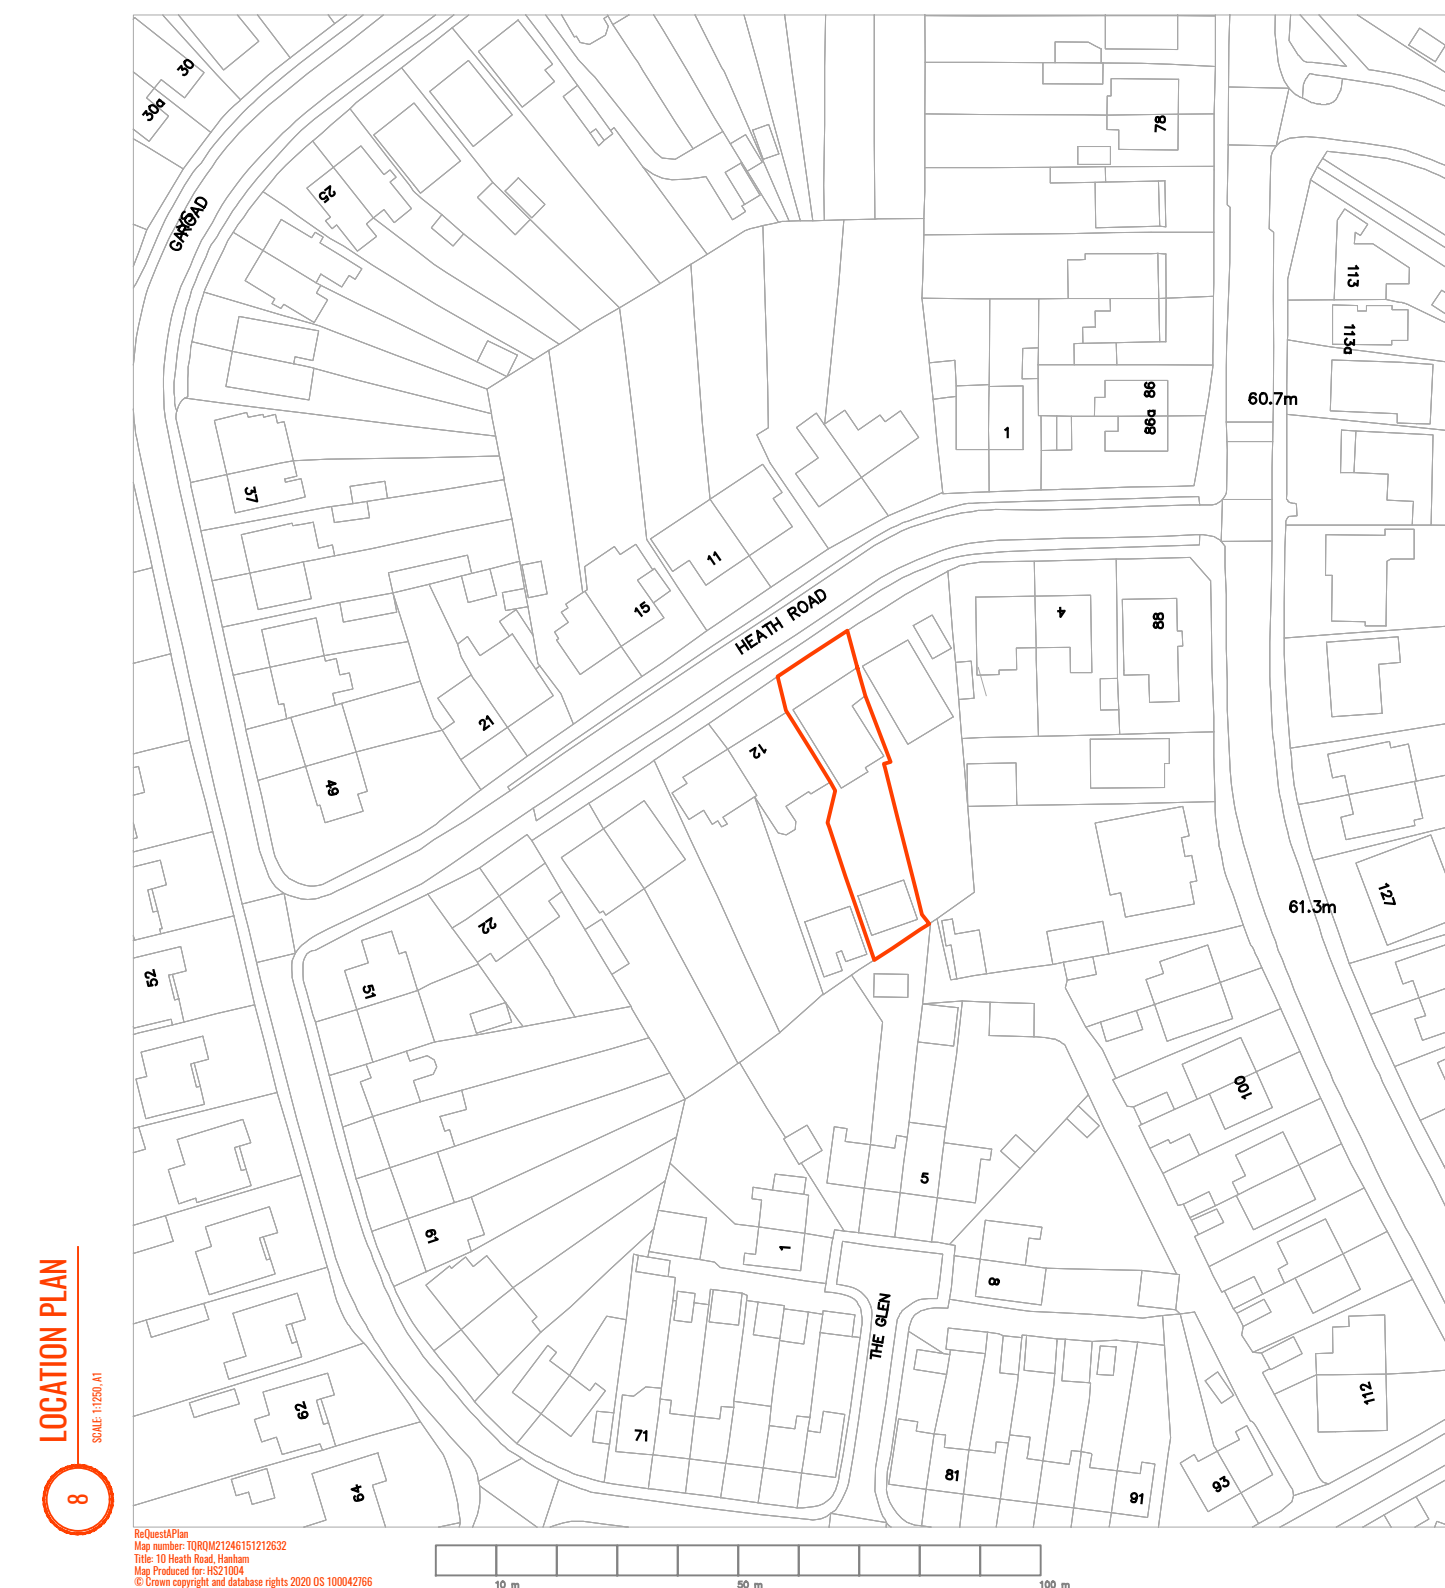 30
30a
GAYS ROAD
25
78
113
113a
86
60.7m
86a
1
37
11
15
HEATH ROAD
4
88
21
12
49
127
61.3m
22
52
51
100
5
61
1
8
THE GLEN
62
112
71
81
93
64
91
LOCATION PLAN
SCALE: 1:1250, A1
8
ReQuestAPlan
Map number: TQRQM21246151212632
Title: 10 Heath Road, Hanham
Map Produced for: HS21004
© Crown copyright and database rights 2020 OS 100042766
10 m
50 m
100 m